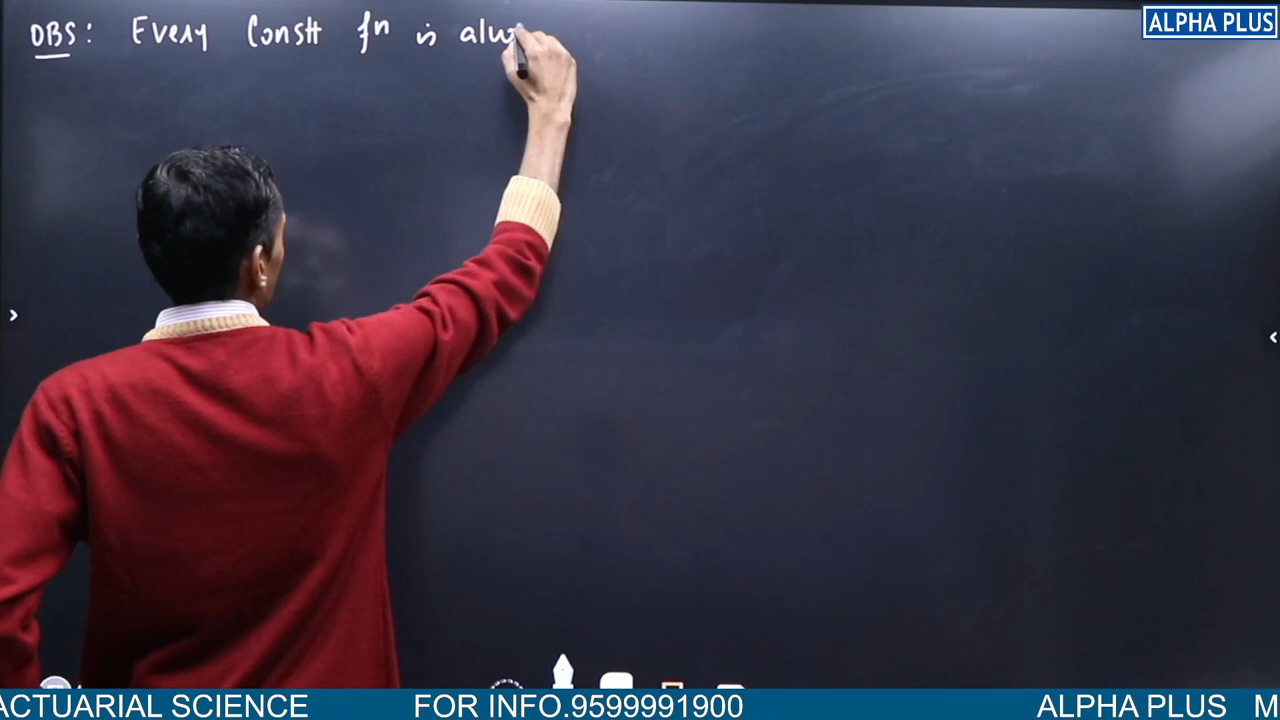 ALPHA PLUS
OBS: Every Constt fn is alw
ACTUARIAL SCIENCE FOR INFO.9599991900 ALPHA PLUS M